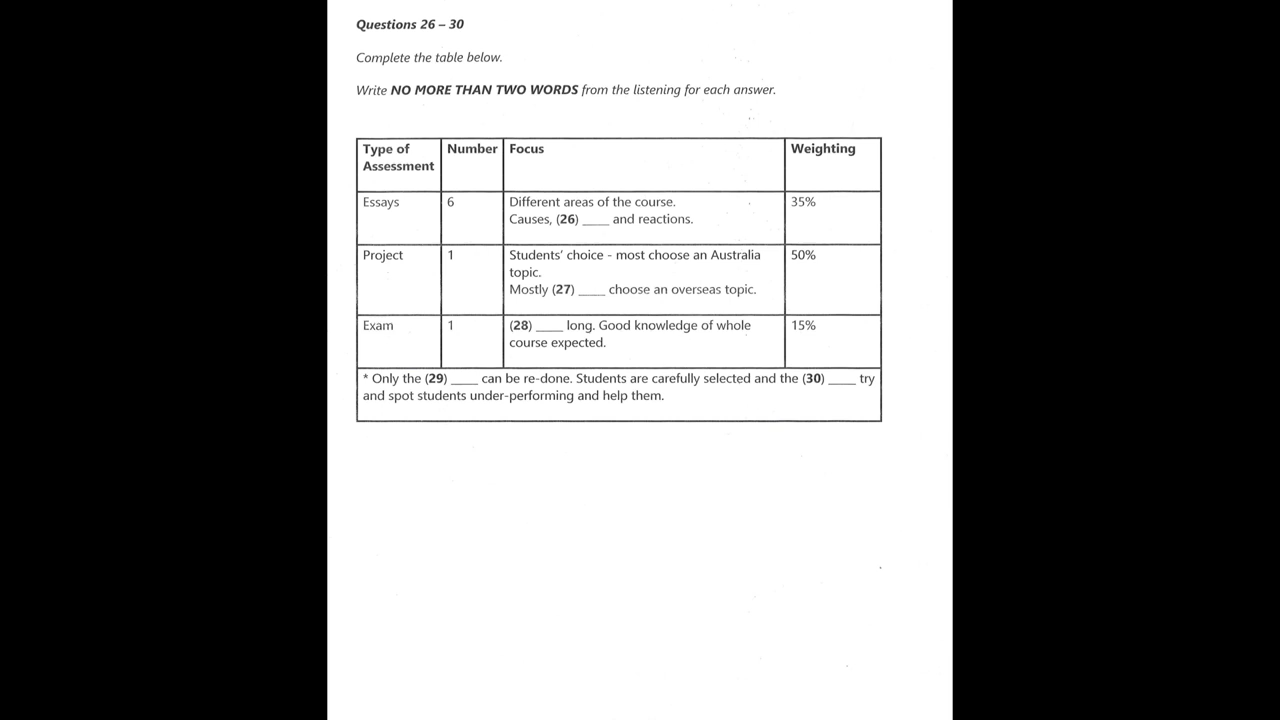 Questions 26 – 30
Complete the table below.
Write NO MORE THAN TWO WORDS from the listening for each answer.
Type of Assessment Number Focus Weighting
Essays 6 Different areas of the course. 35%
Causes, (26) ____ and reactions.
Project 1 Students' choice - most choose an Australia 50%
topic.
Mostly (27) ____ choose an overseas topic.
Exam 1 (28) ____ long. Good knowledge of whole 15%
course expected.
* Only the (29) ____ can be re-done. Students are carefully selected and the (30) ____ try
and spot students under-performing and help them.